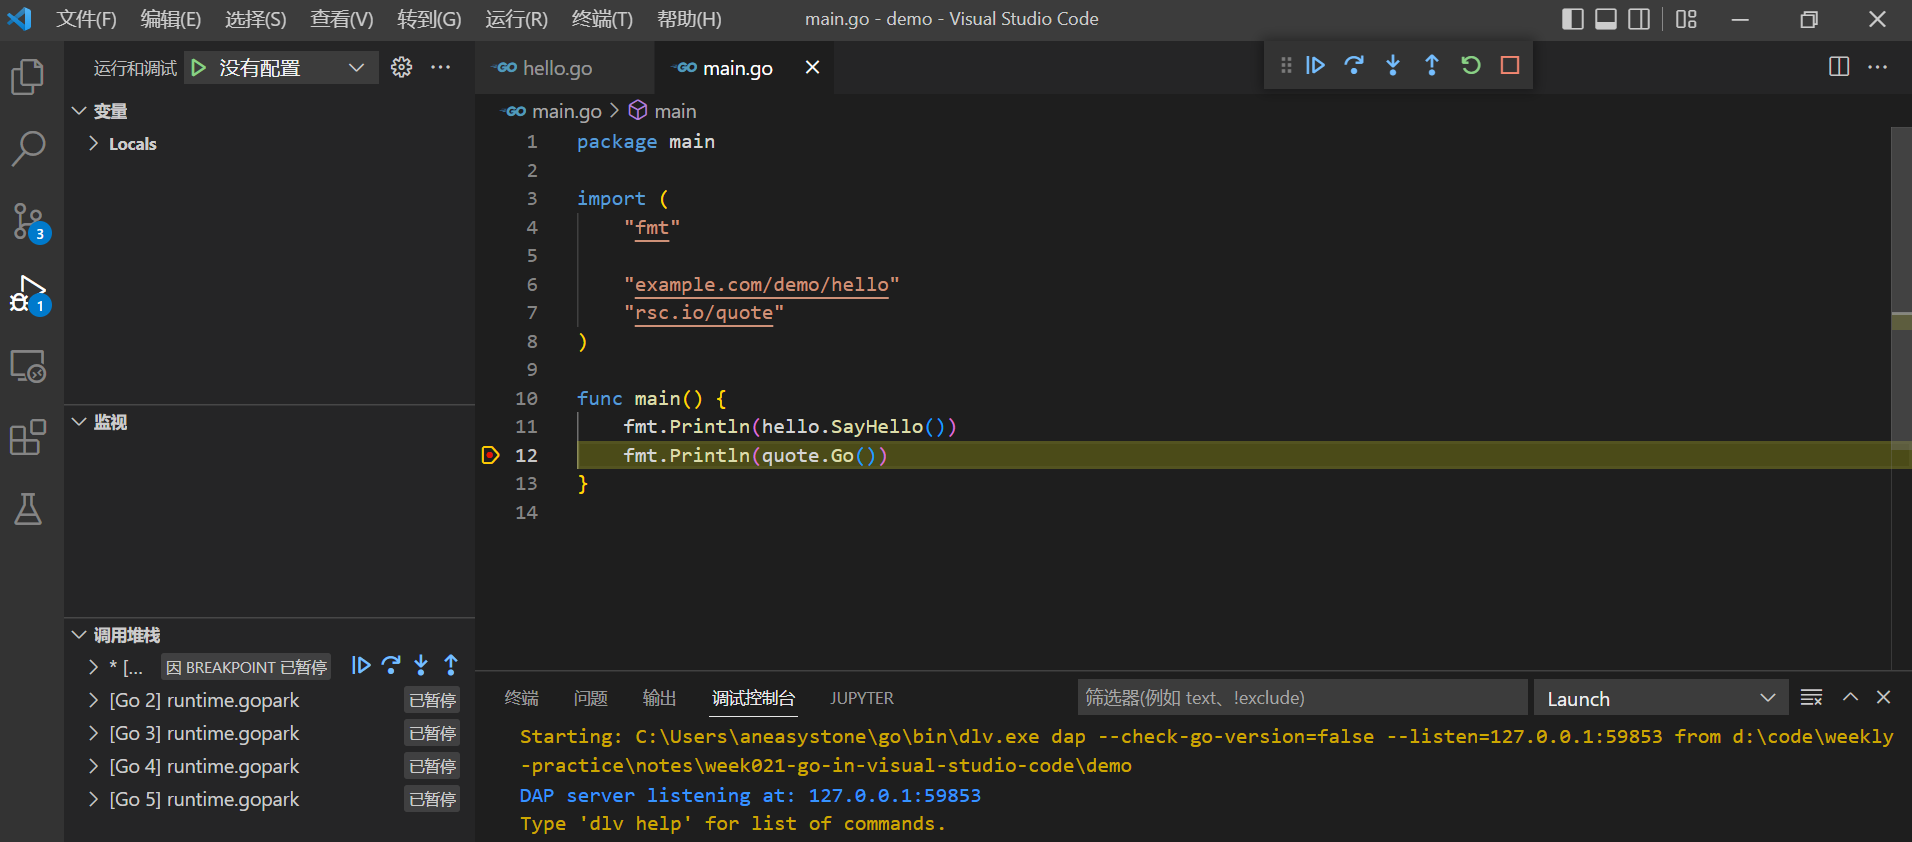 文件(F) 编辑(E) 选择(S) 查看(V) 转到(G) 运行(R) 终端(T) 帮助(H) main.go - demo - Visual Studio Code
运行和调试 没有配置
变量
Locals
3
1
监视
调用堆栈
* [... 因 BREAKPOINT 已暂停
[Go 2] runtime.gopark 已暂停
[Go 3] runtime.gopark 已暂停
[Go 4] runtime.gopark 已暂停
[Go 5] runtime.gopark 已暂停
GO hello.go GO main.go
GO main.go > main
1 package main
2
3 import (
4 "fmt"
5
6 "example.com/demo/hello"
7 "rsc.io/quote"
8 )
9
10 func main() {
11 fmt.Println(hello.SayHello())
12 fmt.Println(quote.Go())
13 }
14
终端 问题 输出 调试控制台 JUPYTER 筛选器(例如 text、!exclude) Launch
Starting: C:\Users\aneasystone\go\bin\dlv.exe dap --check-go-version=false --listen=127.0.0.1:59853 from d:\code\weekly
-practice\notes\week021-go-in-visual-studio-code\demo
DAP server listening at: 127.0.0.1:59853
Type 'dlv help' for list of commands.